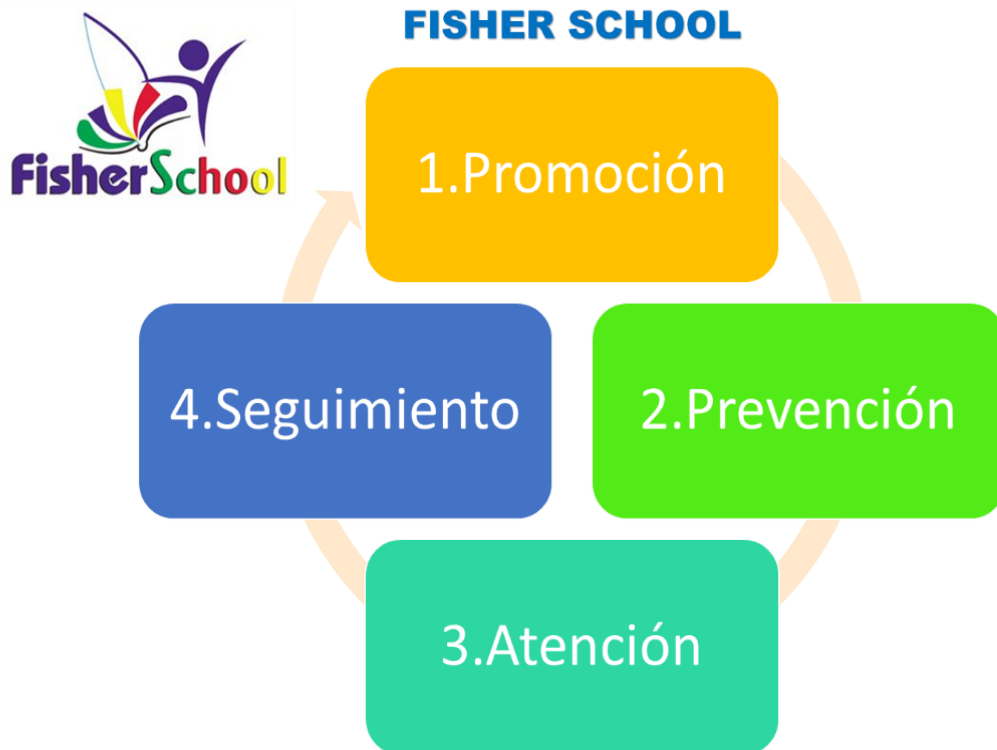 FISHER SCHOOL
FisherSchool
1.Promoción
4.Seguimiento
2.Prevención
3.Atención